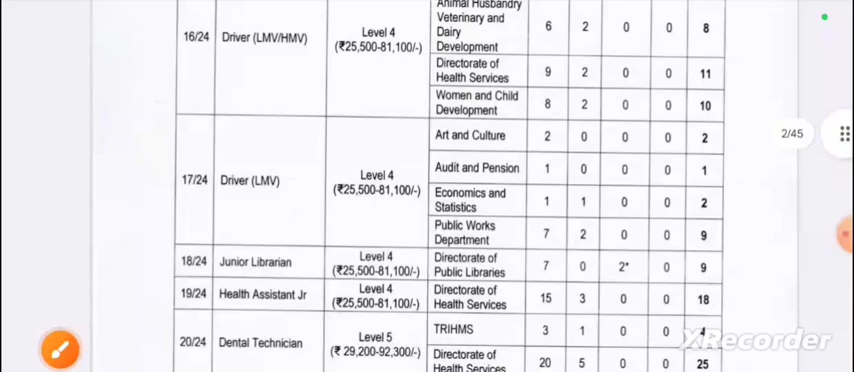 Animal Husbandry
Veterinary and
Dairy
Development 6 2 0 0 8
16/24 Driver (LMV/HMV) Level 4
(₹25,500-81,100/-)
Directorate of
Health Services 9 2 0 0 11
Women and Child
Development 8 2 0 0 10
Art and Culture 2 0 0 0 2
2/45
Audit and Pension 1 0 0 0 1
17/24 Driver (LMV) Level 4
(₹25,500-81,100/-)
Economics and
Statistics 1 1 0 0 2
Public Works
Department 7 2 0 0 9
18/24 Junior Librarian Level 4
(₹25,500-81,100/-) Directorate of
Public Libraries 7 0 2* 0 9
19/24 Health Assistant Jr Level 4
(₹25,500-81,100/-) Directorate of
Health Services 15 3 0 0 18
20/24 Dental Technician Level 5
(₹ 29,200-92,300/-)
TRIHMS 3 1 0 0 4
XRecorder
Directorate of
Health Services 20 5 0 0 25